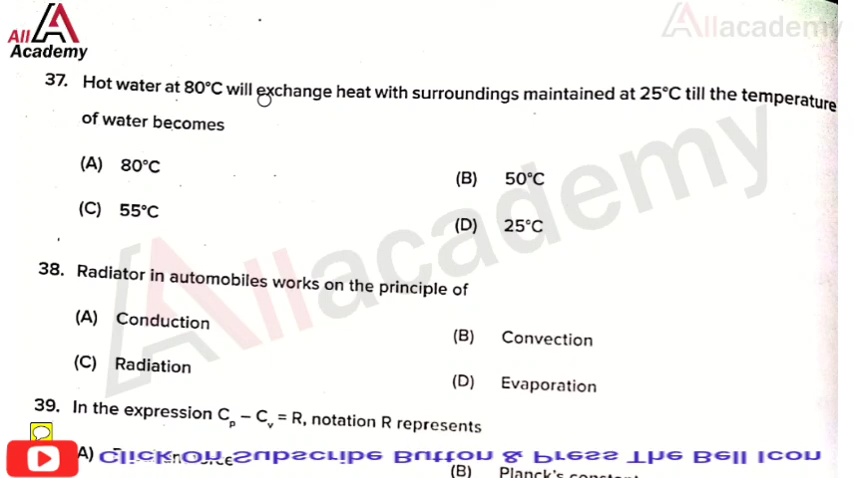 All
Academy
Allacademy
37. Hot water at 80°C will exchange heat with surroundings maintained at 25°C till the temperature
of water becomes
(A) 80°C
(B) 50°C
(C) 55°C
(D) 25°C
Allacademy
38. Radiator in automobiles works on the principle of
(A) Conduction
(B) Convection
(C) Radiation
(D) Evaporation
39. In the expression Cp – Cv = R, notation R represents
A)
Click On Subscribe Button & Press The Bell Icon
(B) Planck's constant